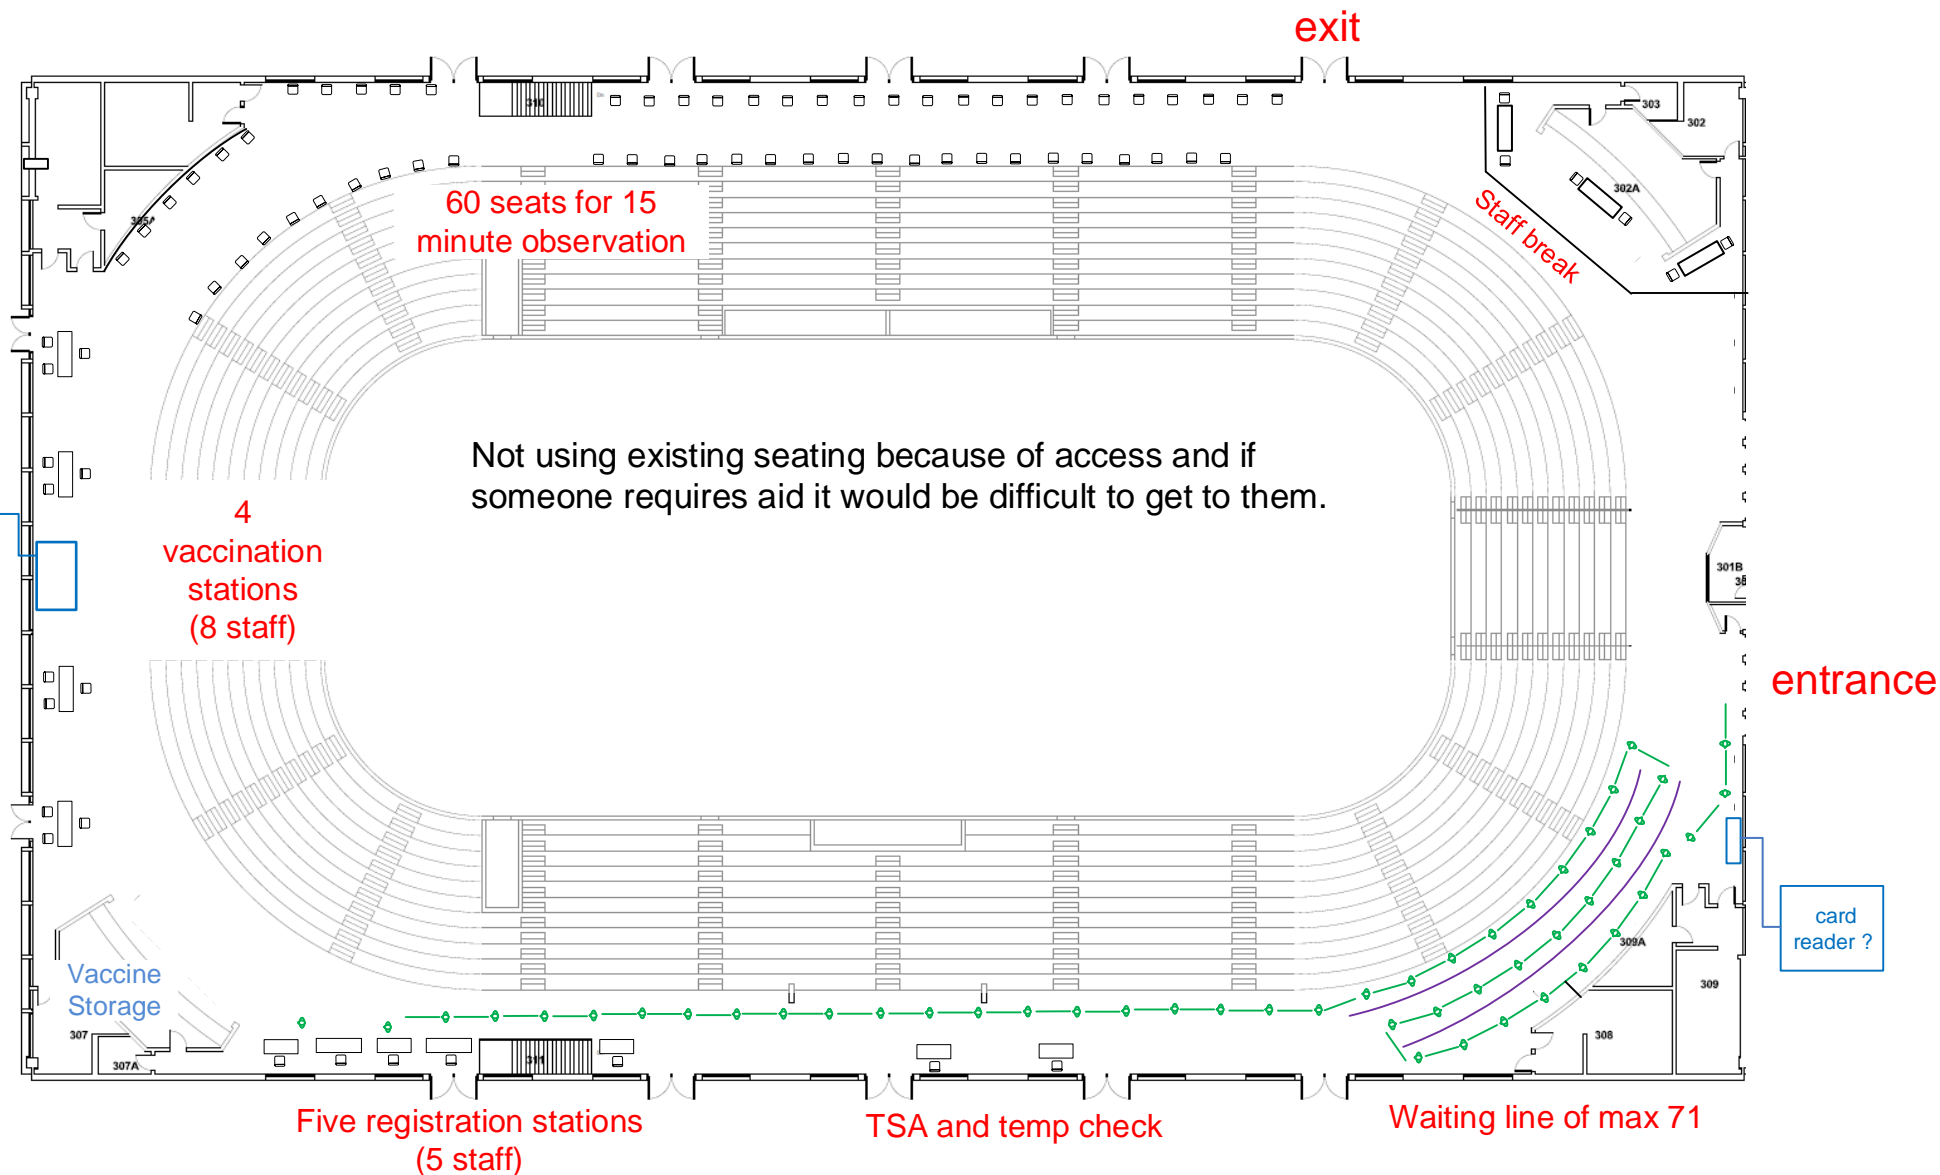 exit
310
303
302
302A
305A
60 seats for 15
minute observation
Staff break
Not using existing seating because of access and if
someone requires aid it would be difficult to get to them.
4
vaccination
stations
(8 staff)
301B
entrance
card
reader ?
309A
309
Vaccine
Storage
307
307A
311
308
Five registration stations
(5 staff)
TSA and temp check
Waiting line of max 71